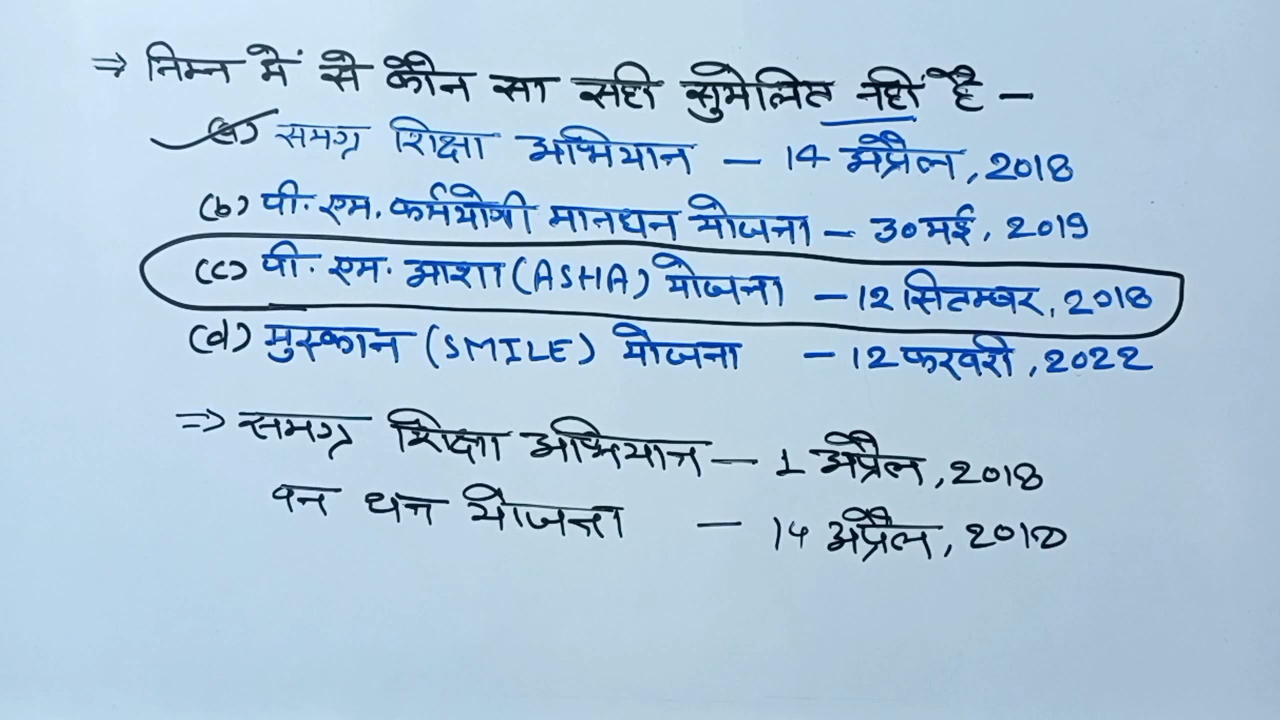 ⇒ निम्न में से कौन सा सही सुमेलित नहीं है –
(a) समग्र शिक्षा अभियान – 14 अप्रैल, 2018
(b) पी. एम. कर्मयोगी मानधन योजना – 30 मई, 2019
(c) पी. एम. आशा (ASHA) योजना – 12 सितम्बर, 2018
(d) मुस्कान (SMILE) योजना – 12 फरवरी, 2022
⇒ समग्र शिक्षा अभियान – 1 अप्रैल, 2018
वन धन योजना – 14 अप्रैल, 2018